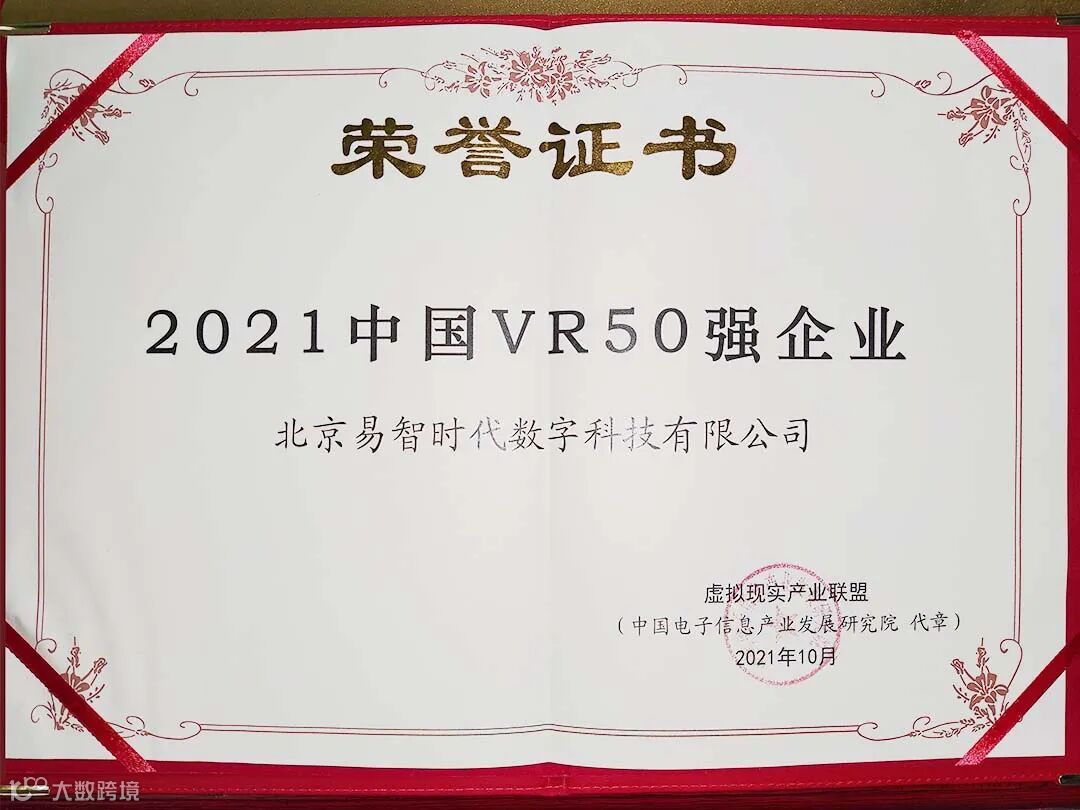 荣誉证书
2021中国VR50强企业
北京易智时代数字科技有限公司
虚拟现实产业联盟
（中国电子信息产业发展研究院 代章）
2021年10月
大数跨境